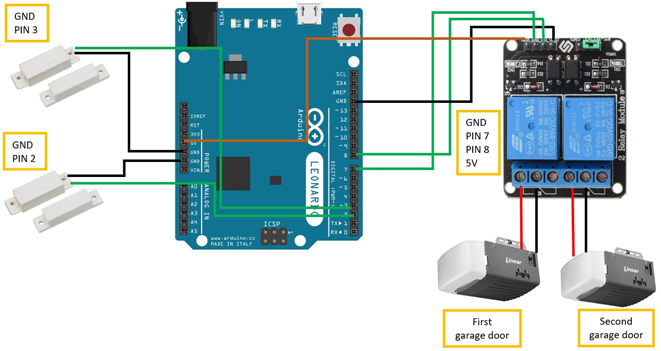 GND
PIN 3
GND
PIN 2
SCL
SDA
AREF
GND
~ 13
12
~ 11
~ 10
~ 9
8
7
~ 6
~ 5
4
~ 3
2
TX ▶ 1
RX ◀ 0
IOREF
RST
3V3
5V
GND
GND
VIN
POWER
A0
A1
A2
A3
A4
A5
ANALOG IN
DIGITAL (PWM~)
Arduino
LEONARDO
ICSP
www.arduino.cc
MADE IN ITALY
ON
L
TX
RX
GND
PIN 7
PIN 8
5V
2 Relay Module
Linear
Linear
First
garage door
Second
garage door